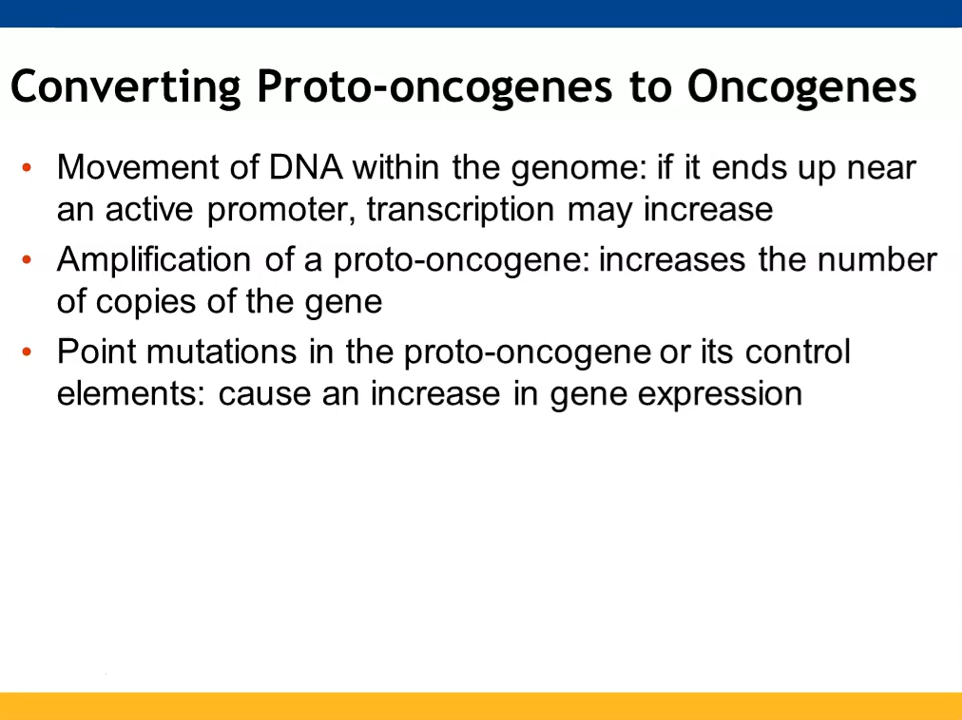 Converting Proto-oncogenes to Oncogenes
• Movement of DNA within the genome: if it ends up near
an active promoter, transcription may increase
• Amplification of a proto-oncogene: increases the number
of copies of the gene
• Point mutations in the proto-oncogene or its control
elements: cause an increase in gene expression